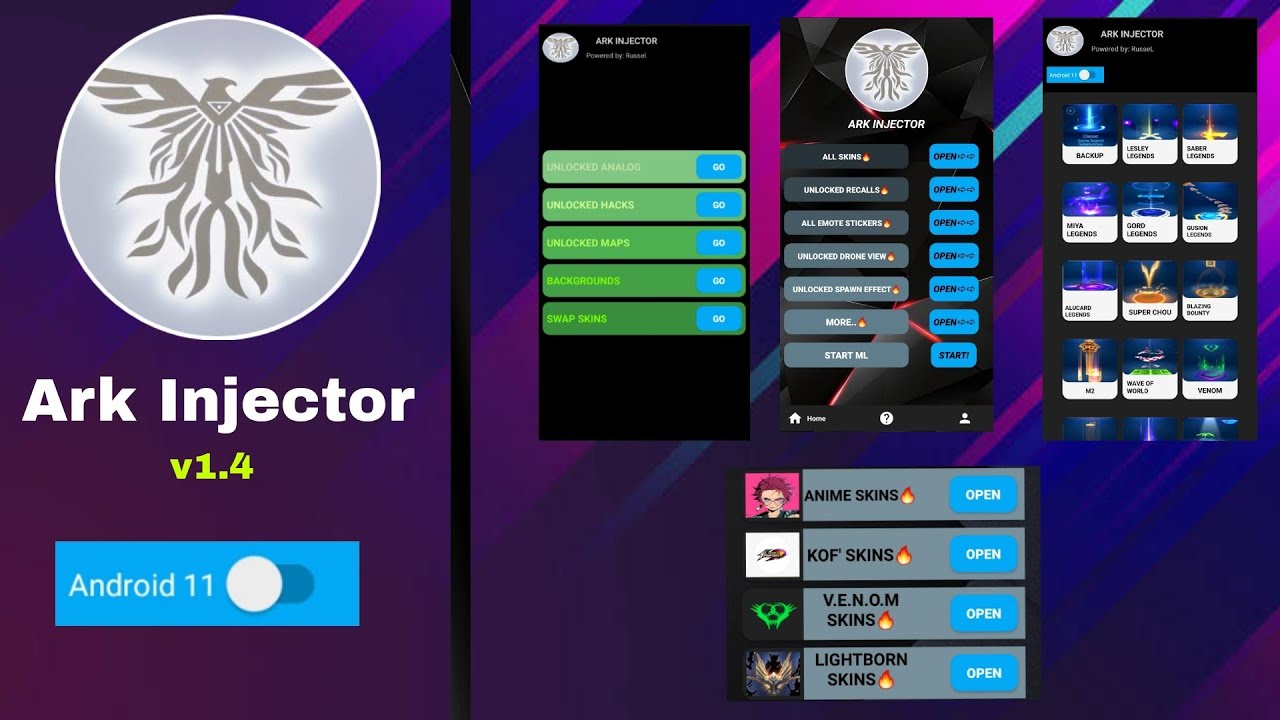 Ark Injector
v1.4
Android 11
ARK INJECTOR
Powered by: Russel.
UNLOCKED ANALOG
GO
UNLOCKED HACKS
GO
UNLOCKED MAPS
GO
BACKGROUNDS
GO
SWAP SKINS
GO
ARK INJECTOR
ALL SKINS🔥
OPEN⇨⇨
UNLOCKED RECALLS🔥
OPEN⇨⇨
ALL EMOTE STICKERS🔥
OPEN⇨⇨
UNLOCKED DRONE VIEW🔥
OPEN⇨⇨
UNLOCKED SPAWN EFFECT🔥
OPEN⇨⇨
MORE..🔥
OPEN⇨⇨
START ML
START!
Home
?
ARK INJECTOR
Powered by: Russel.
Android 11
BACKUP
LESLEY
LEGENDS
SABER
LEGENDS
MIYA
LEGENDS
GORD
LEGENDS
GUSION
LEGENDS
ALUCARD
LEGENDS
SUPER CHOU
BLAZING
BOUNTY
M2
WAVE OF
WORLD
VENOM
ANIME SKINS🔥
OPEN
KOF' SKINS🔥
OPEN
V.E.N.O.M
SKINS🔥
OPEN
LIGHTBORN
SKINS🔥
OPEN